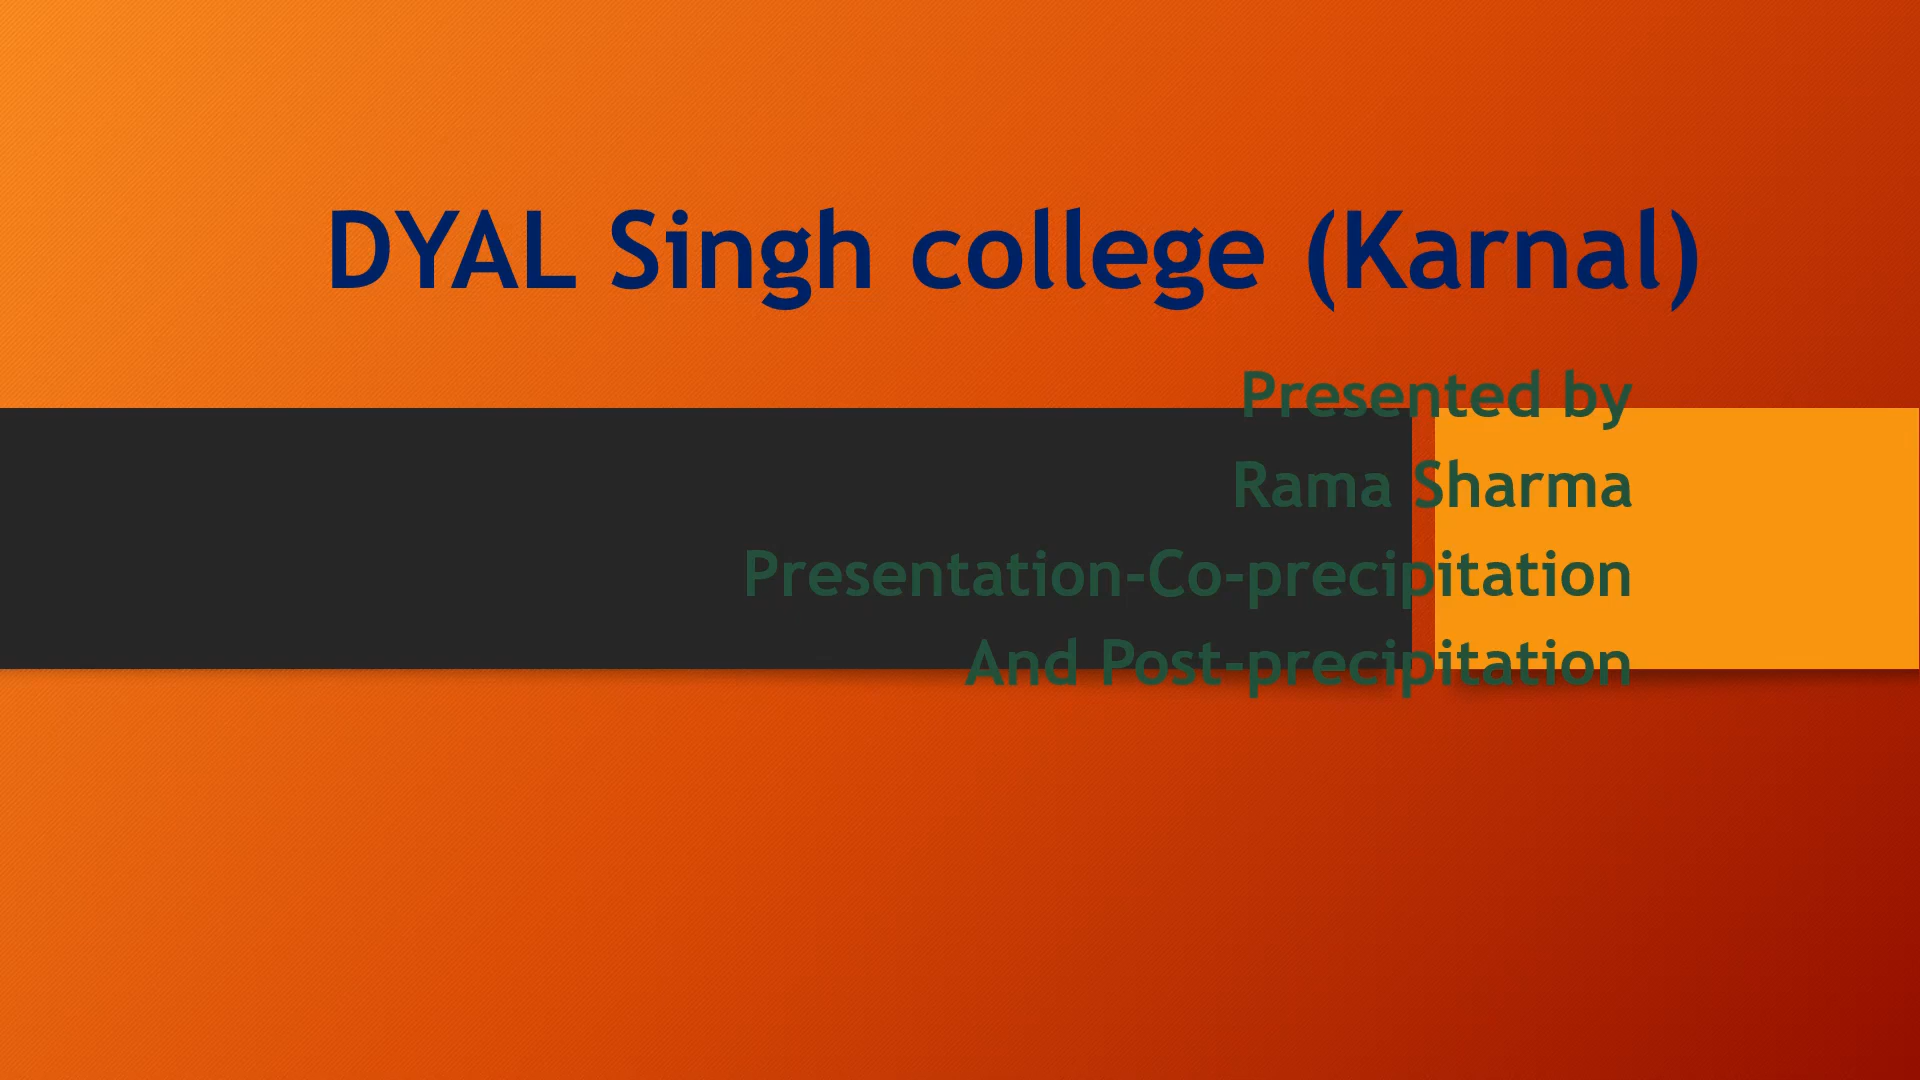 DYAL Singh college (Karnal)
Presented by
Rama Sharma
Presentation-Co-precipitation
And Post-precipitation